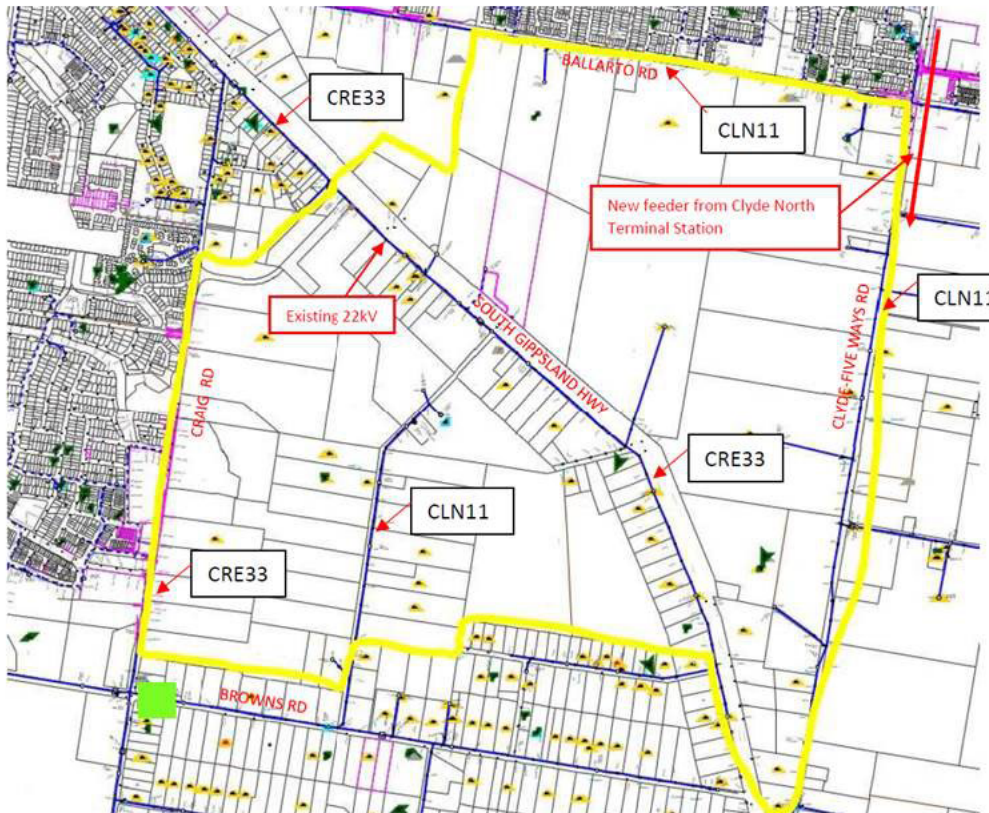 BALLARTO RD
CRE33
CLN11
New feeder from Clyde North
Terminal Station
Existing 22kV
SOUTH GIPPSLAND HWY
CLN11
CLYDE-FIVE WAYS RD
CRAIG RD
CRE33
CLN11
CRE33
BROWNS RD